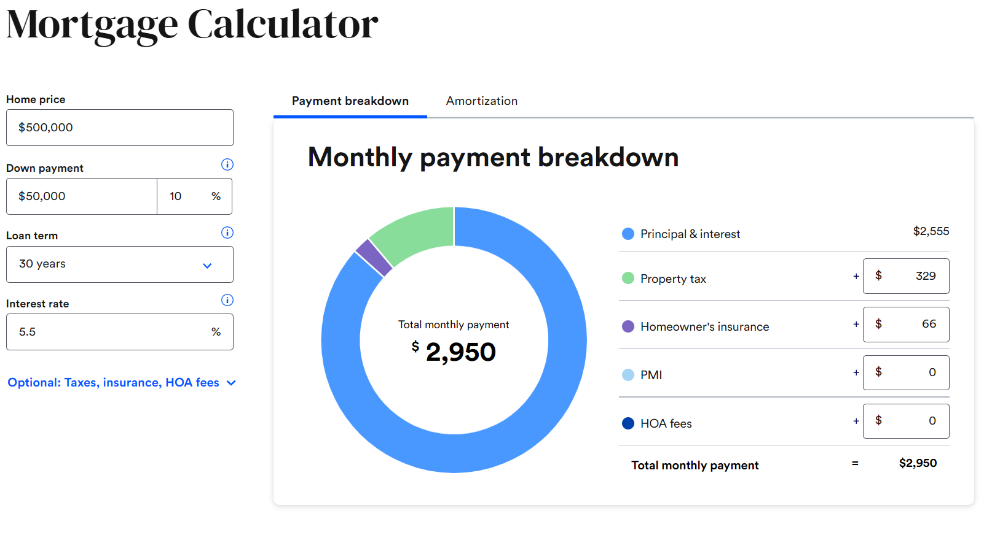 Mortgage Calculator
Home price
$500,000
Down payment
$50,000 10 %
Loan term
30 years
Interest rate
5.5 %
Optional: Taxes, insurance, HOA fees
Payment breakdown Amortization
Monthly payment breakdown
Total monthly payment
$ 2,950
Principal & interest $2,555
Property tax + $ 329
Homeowner's insurance + $ 66
PMI + $ 0
HOA fees + $ 0
Total monthly payment = $2,950